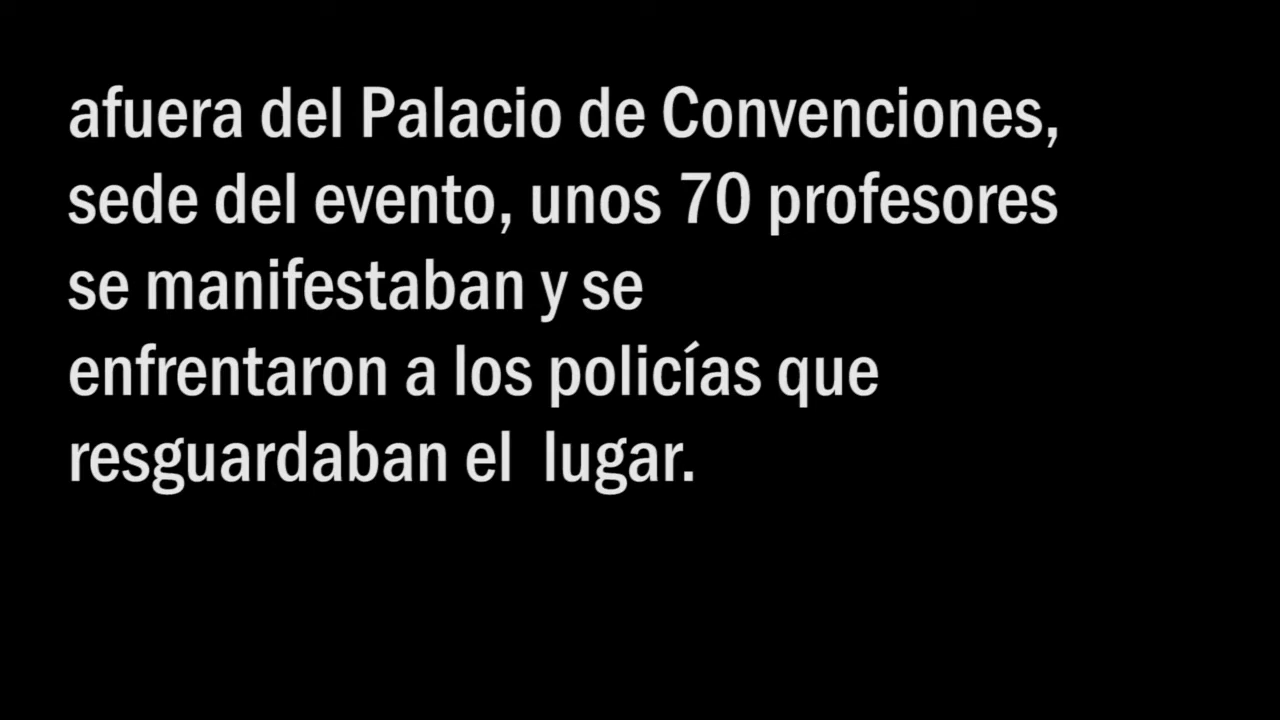 afuera del Palacio de Convenciones,
sede del evento, unos 70 profesores
se manifestaban y se
enfrentaron a los policías que
resguardaban el  lugar.